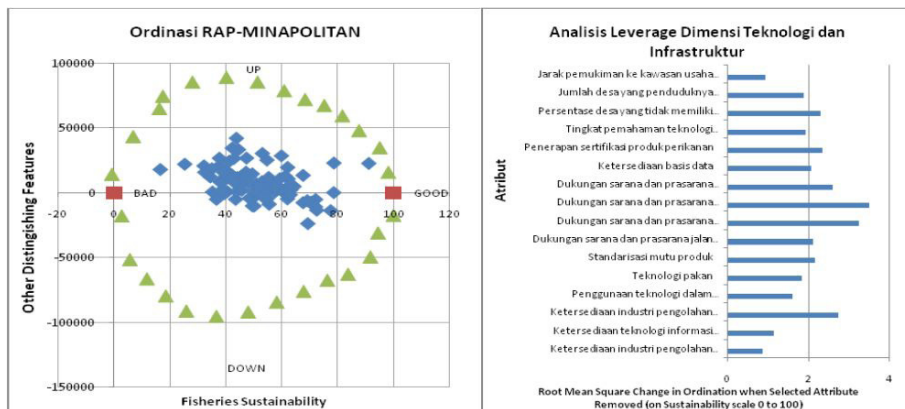 Ordinasi RAP-MINAPOLITAN
100000
UP
50000
0
BAD
GOOD
-20
0
20
40
60
80
100
120
-50000
-100000
DOWN
-150000
Other Distingishing Features
Fisheries Sustainability
Analisis Leverage Dimensi Teknologi dan
Infrastruktur
Jarak pemukiman ke kawasan usaha...
Jumlah desa yang penduduknya...
Persentase desa yang tidak memiliki...
Tingkat pemahaman teknologi...
Penerapan sertifikasi produk perikanan
Ketersediaan basis data
Dukungan sarana dan prasarana...
Dukungan sarana dan prasarana...
Dukungan sarana dan prasarana...
Dukungan sarana dan prasarana jalan...
Standarisasi mutu produk
Teknologi pakan
Penggunaan teknologi dalam...
Ketersediaan industri pengolahan...
Ketersediaan teknologi informasi...
Ketersediaan industri pengolahan...
Atribut
0
2
4
Root Mean Square Change in Ordination when Selected Attribute
Removed (on Sustainability scale 0 to 100)